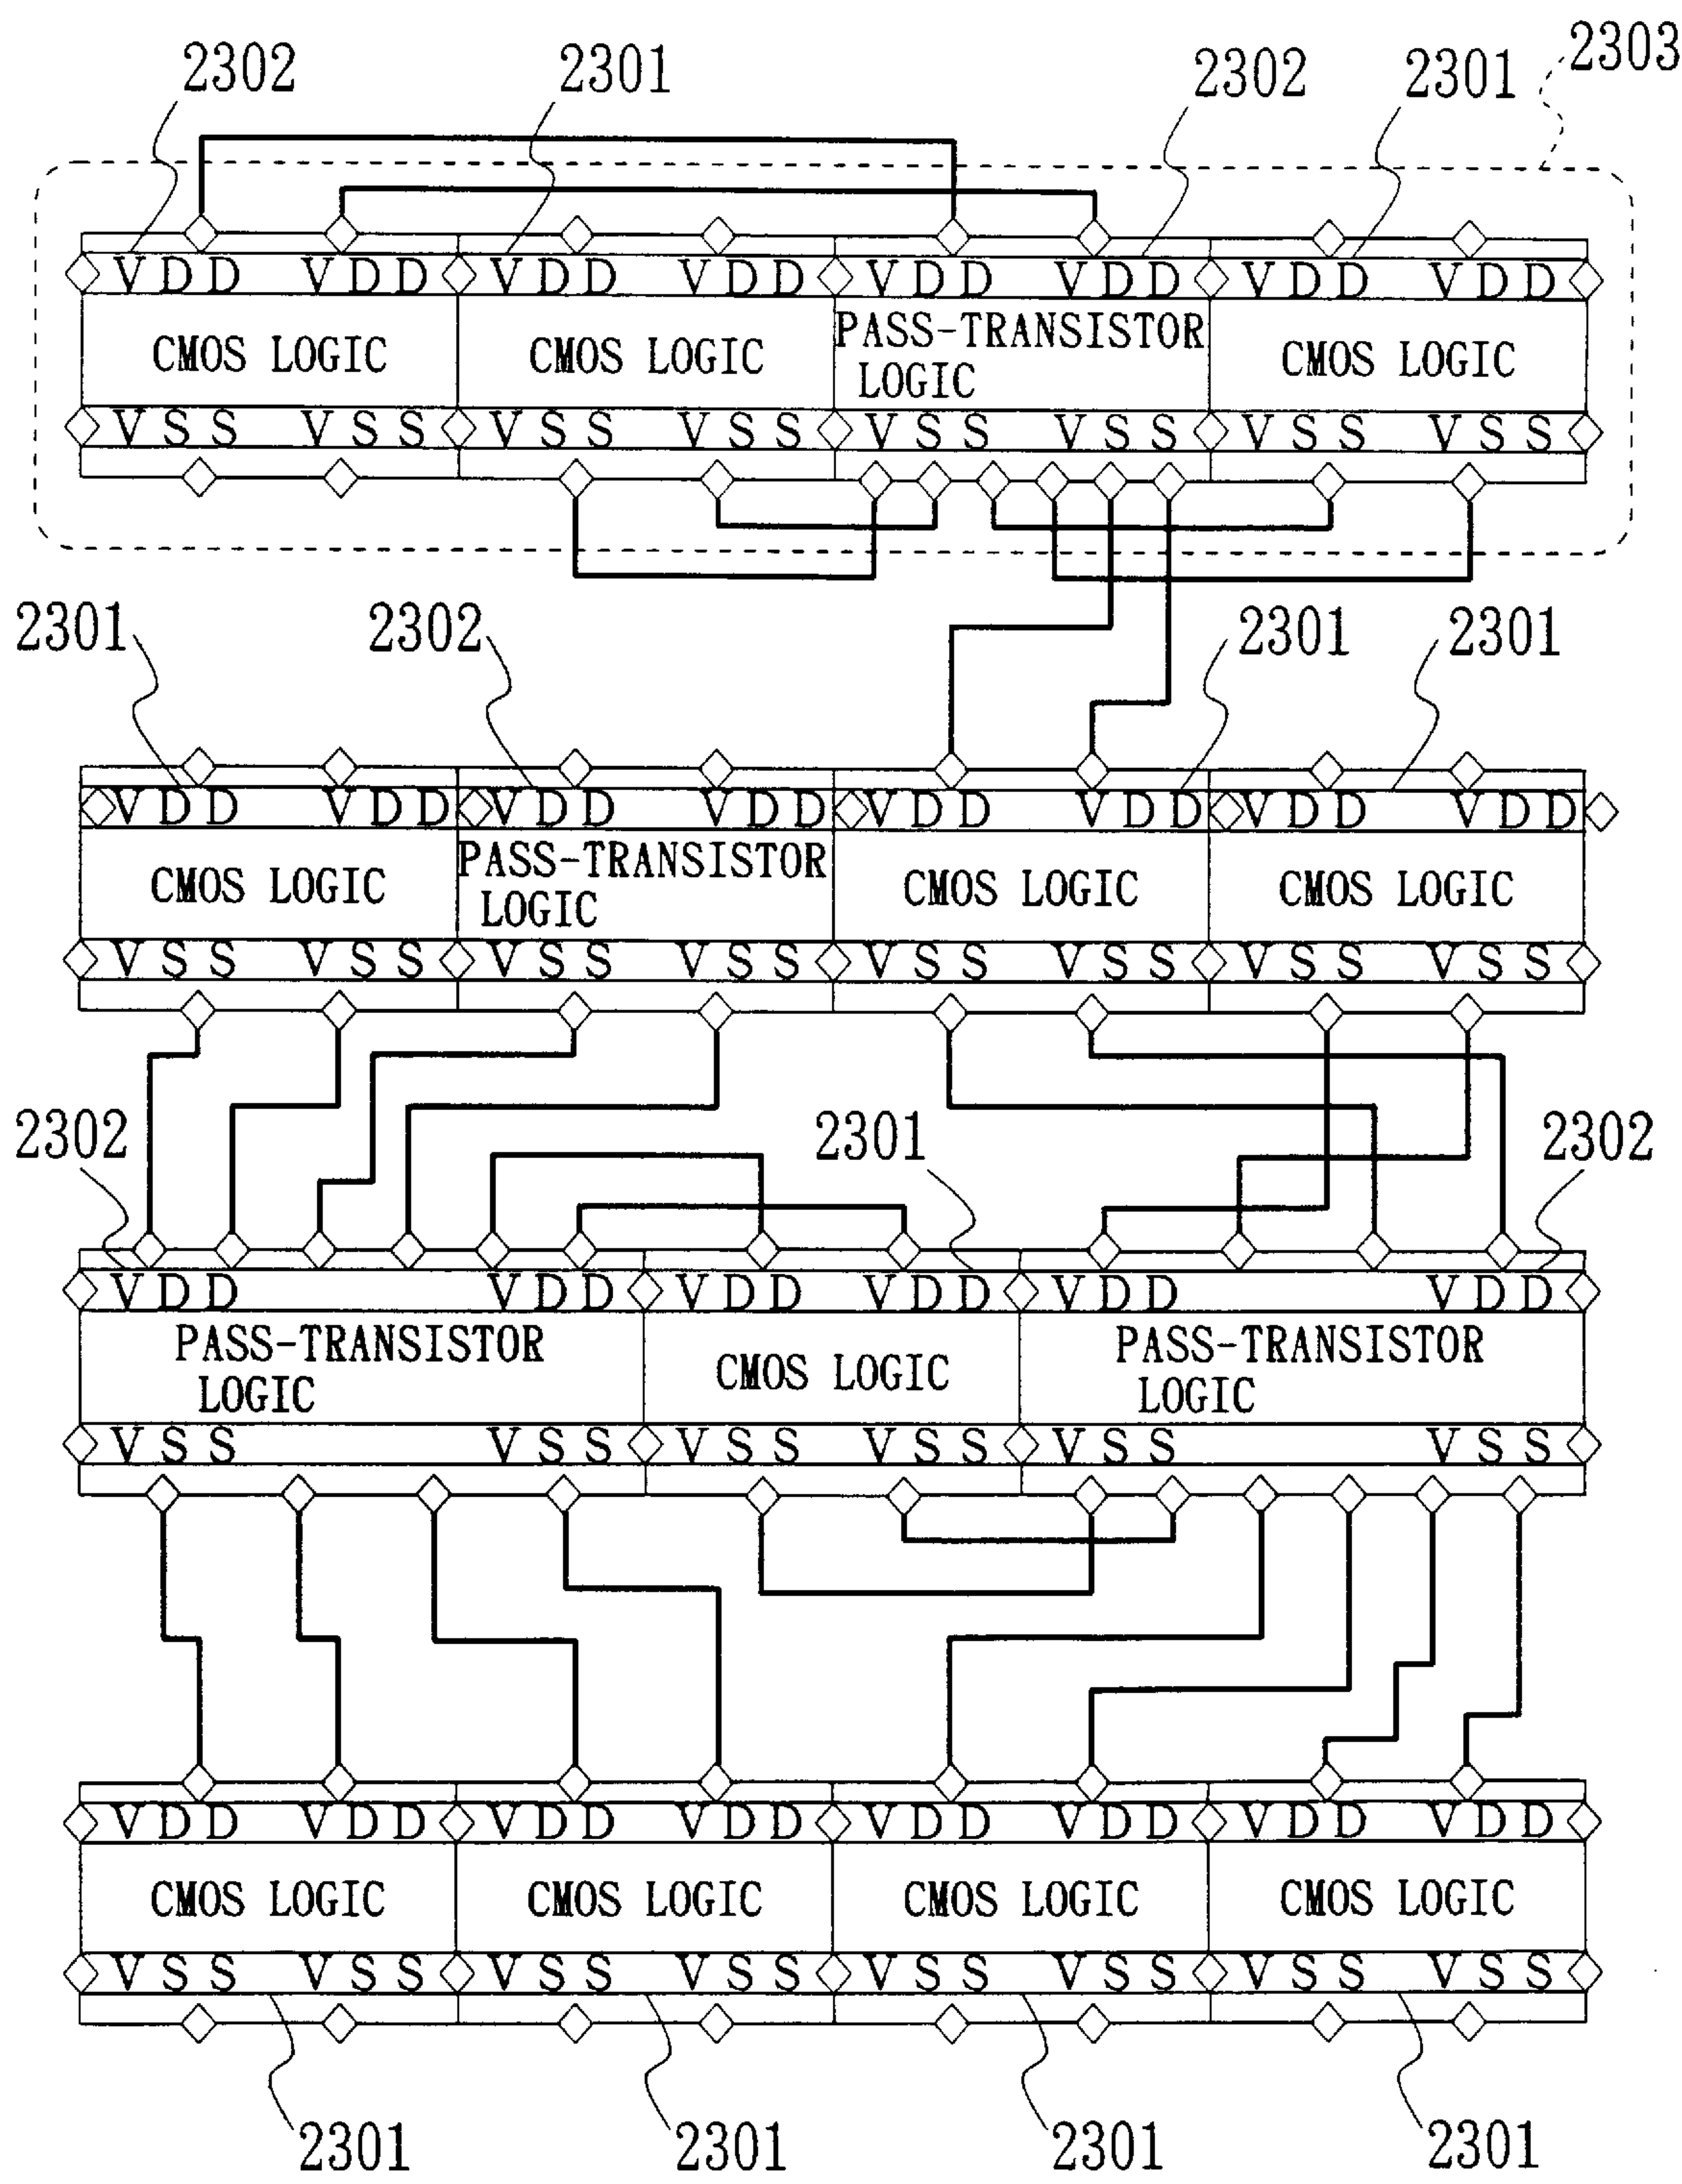 2303
2302 2301 2302 2301
VDD VDD VDD VDD VDD VDD VDD VDD
CMOS LOGIC CMOS LOGIC PASS-TRANSISTOR LOGIC CMOS LOGIC
VSS VSS VSS VSS VSS VSS VSS VSS
2301 2302 2301 2301
VDD VDD VDD VDD VDD VDD VDD VDD
CMOS LOGIC PASS-TRANSISTOR LOGIC CMOS LOGIC CMOS LOGIC
VSS VSS VSS VSS VSS VSS VSS VSS
2302 2301 2302
VDD VDD VDD VDD VDD VDD
PASS-TRANSISTOR LOGIC CMOS LOGIC PASS-TRANSISTOR LOGIC
VSS VSS VSS VSS VSS VSS
VDD VDD VDD VDD VDD VDD VDD VDD
CMOS LOGIC CMOS LOGIC CMOS LOGIC CMOS LOGIC
VSS VSS VSS VSS VSS VSS VSS VSS
2301 2301 2301 2301